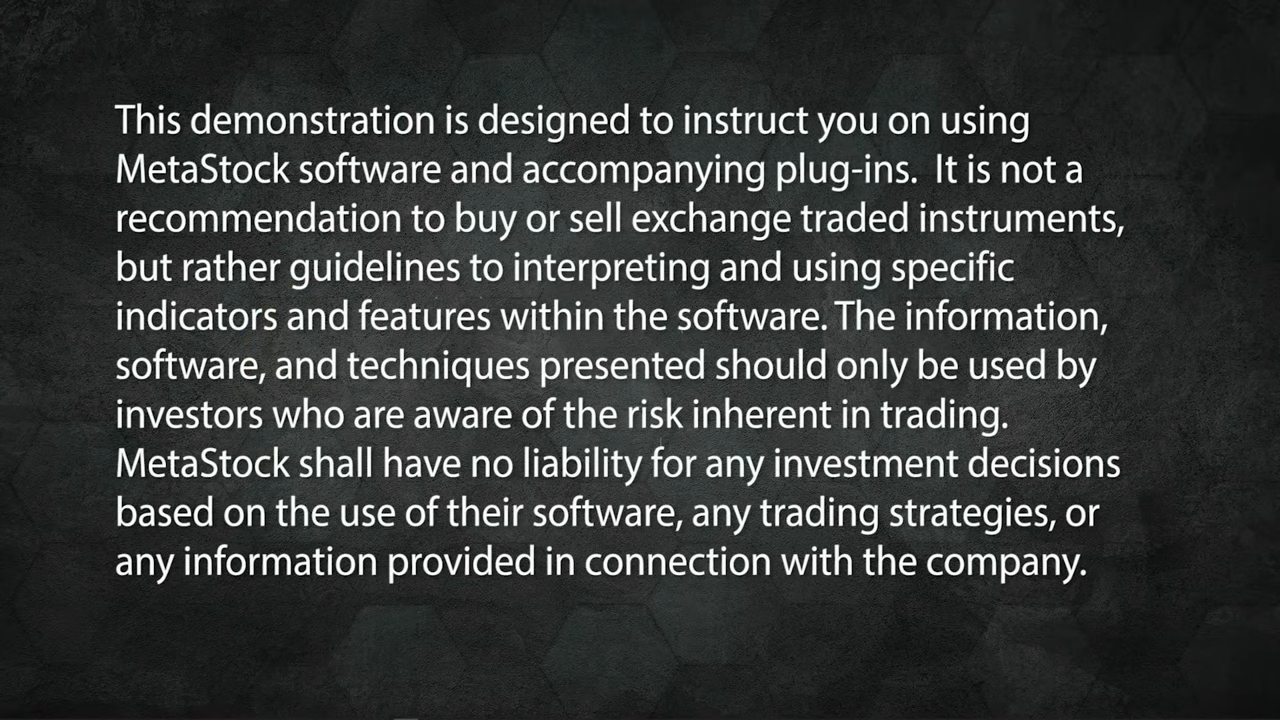 This demonstration is designed to instruct you on using
MetaStock software and accompanying plug-ins.  It is not a
recommendation to buy or sell exchange traded instruments,
but rather guidelines to interpreting and using specific
indicators and features within the software. The information,
software, and techniques presented should only be used by
investors who are aware of the risk inherent in trading.
MetaStock shall have no liability for any investment decisions
based on the use of their software, any trading strategies, or
any information provided in connection with the company.